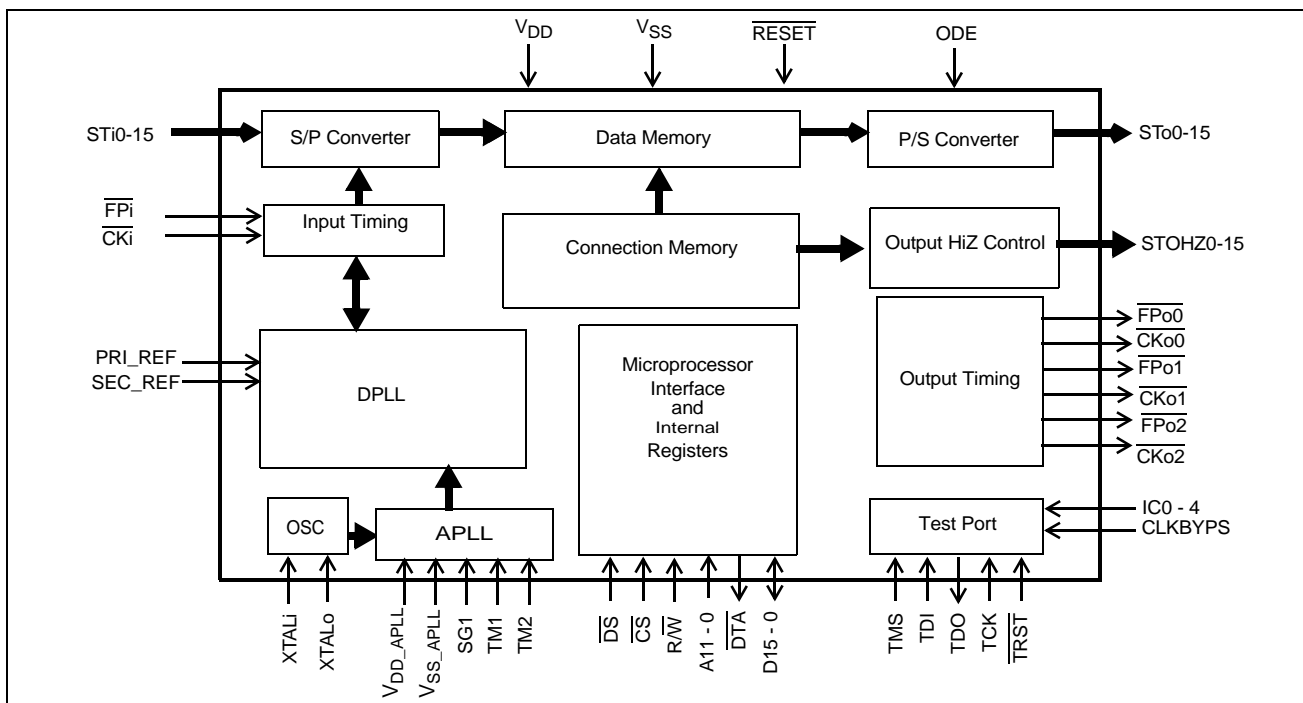 VDD
VSS
RESET
ODE
STi0-15
S/P Converter
Data Memory
P/S Converter
STo0-15
FPi
CKi
Input Timing
Connection Memory
Output HiZ Control
STOHZ0-15
PRI_REF
SEC_REF
DPLL
Microprocessor
Interface
and
Internal
Registers
Output Timing
FPo0
CKo0
FPo1
CKo1
FPo2
CKo2
OSC
APLL
Test Port
IC0 - 4
CLKBYPS
XTALi
XTALo
VDD_APLL
VSS_APLL
SG1
TM1
TM2
DS
CS
R/W
A11 - 0
DTA
D15 - 0
TMS
TDI
TDO
TCK
TRST